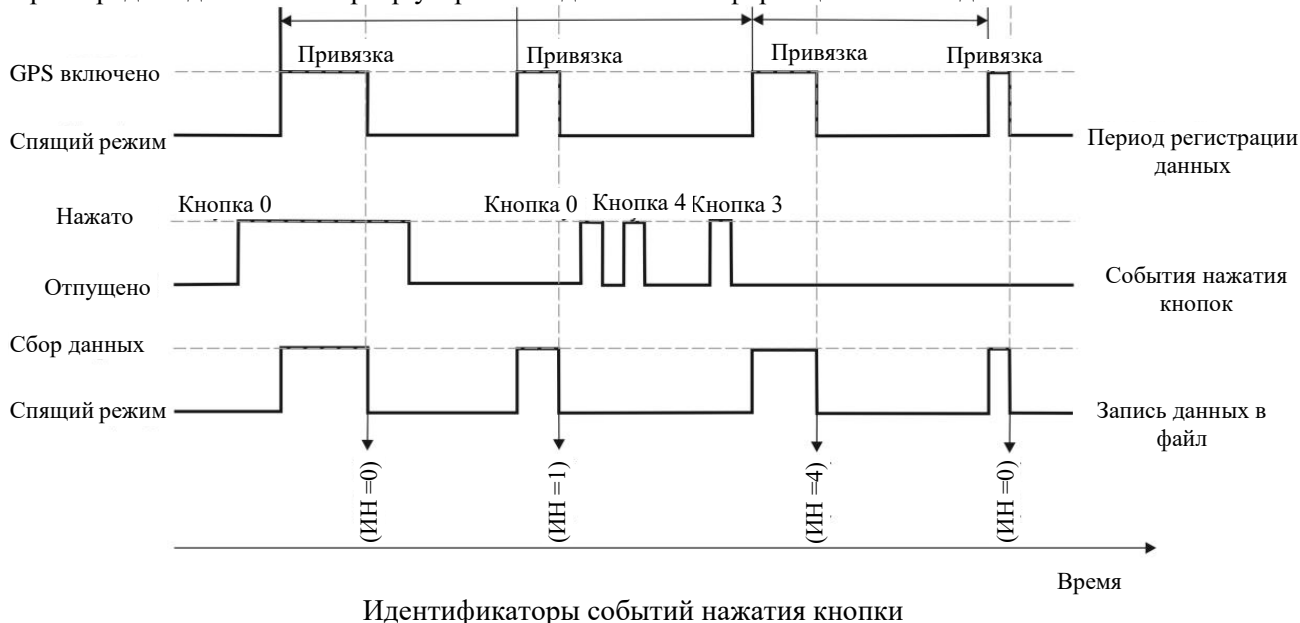 Привязка
Привязка
Привязка
Привязка
GPS включено
Спящий режим
Период регистрации
данных
Кнопка 0
Кнопка 0
Кнопка 4
Кнопка 3
Нажато
Отпущено
События нажатия
кнопок
Сбор данных
Спящий режим
Запись данных в
файл
(ИН =0)
(ИН =1)
(ИН =4)
(ИН =0)
Время
Идентификаторы событий нажатия кнопки